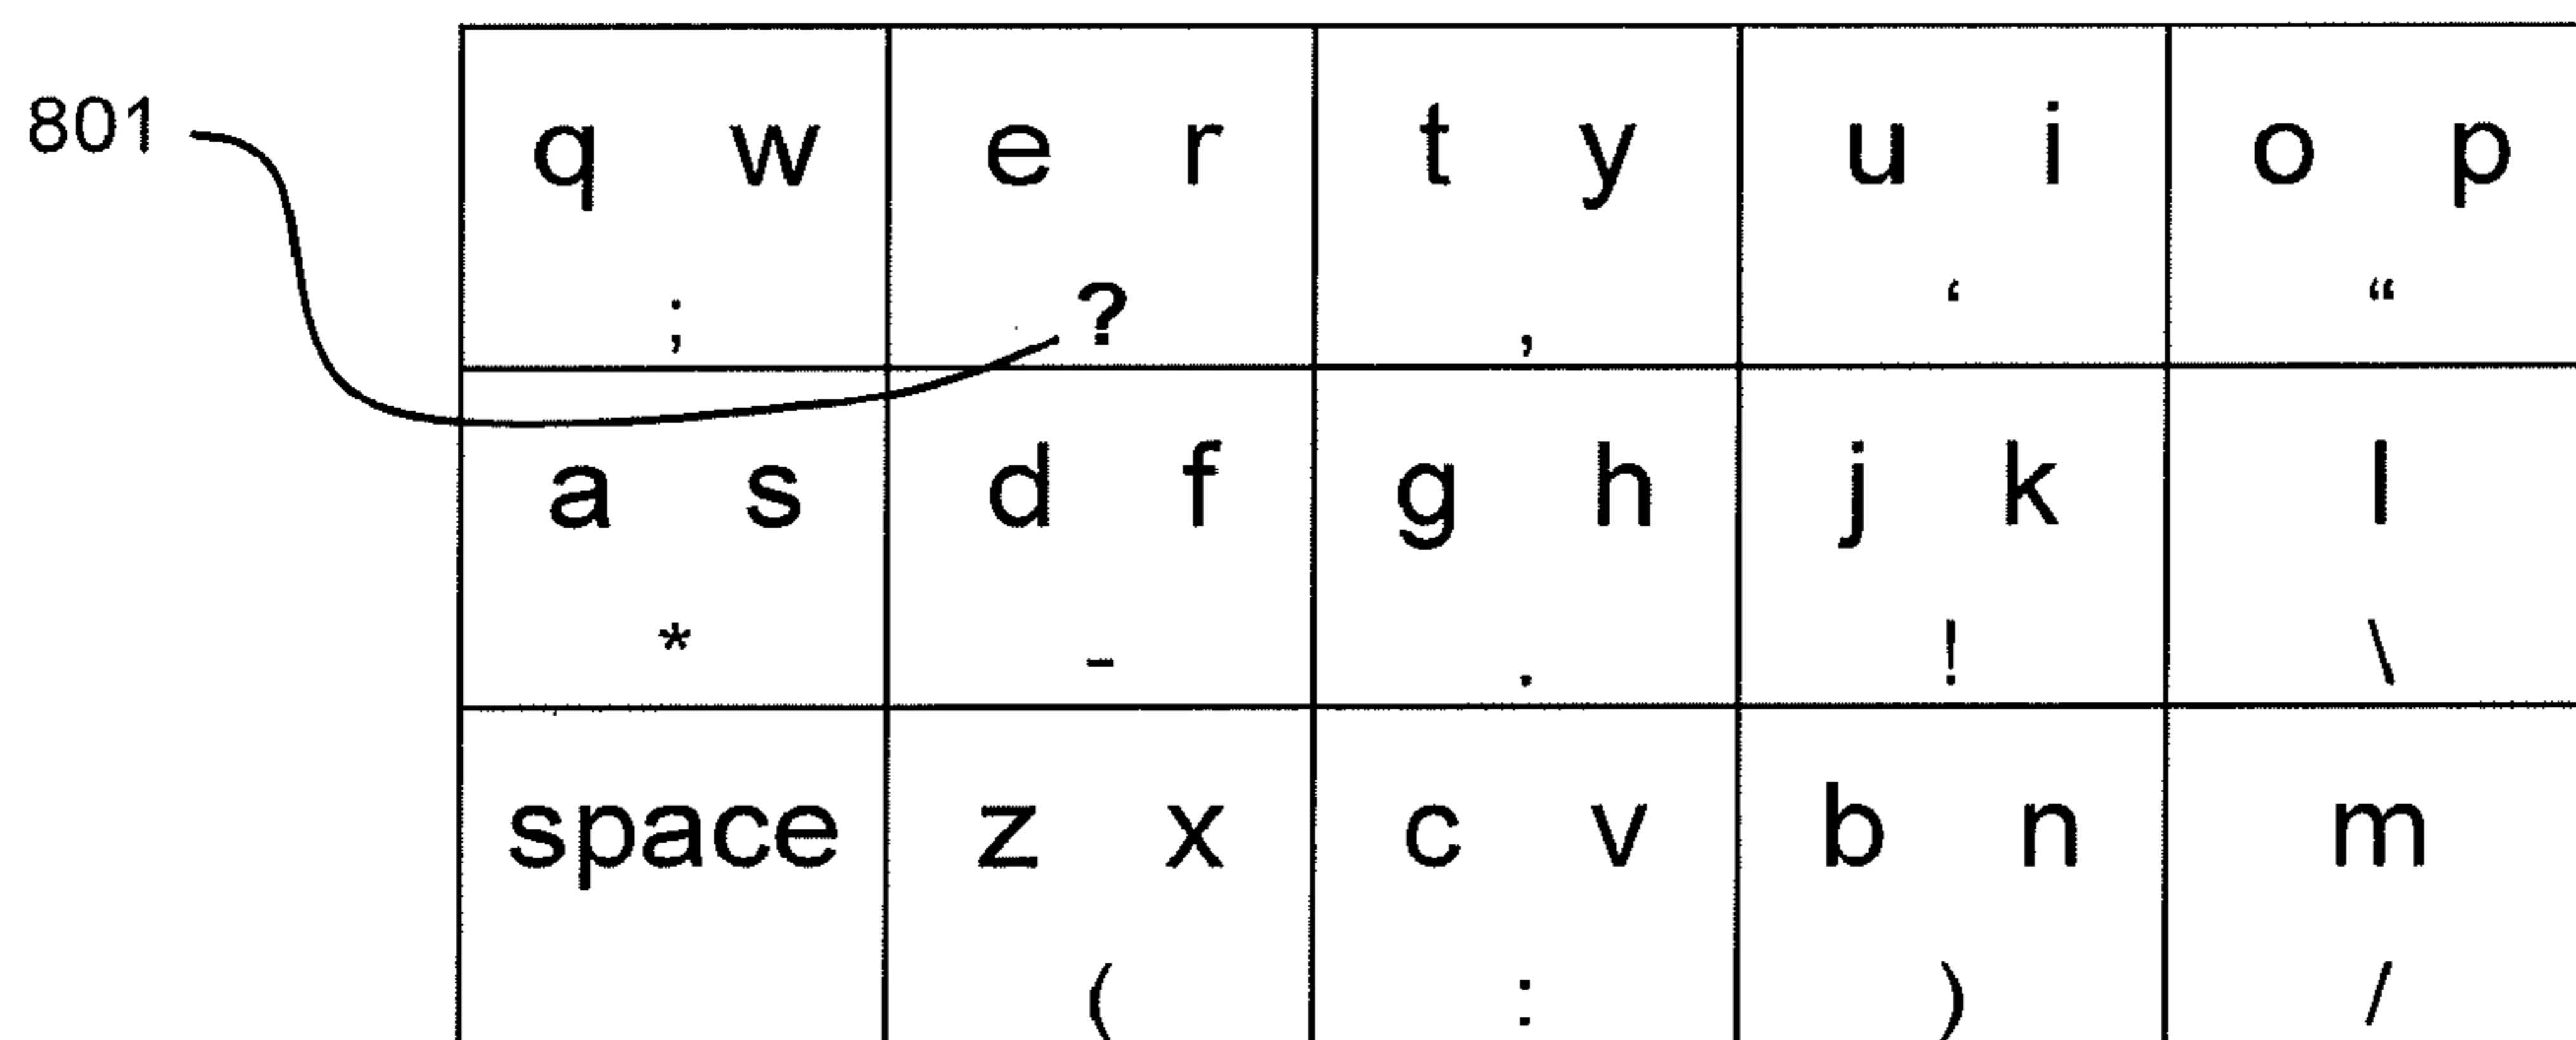 801 q w e r t y u i o p
; ? , ‘ “
a s d f g h j k l
* - . ! \
space z x c v b n m
( : ) /